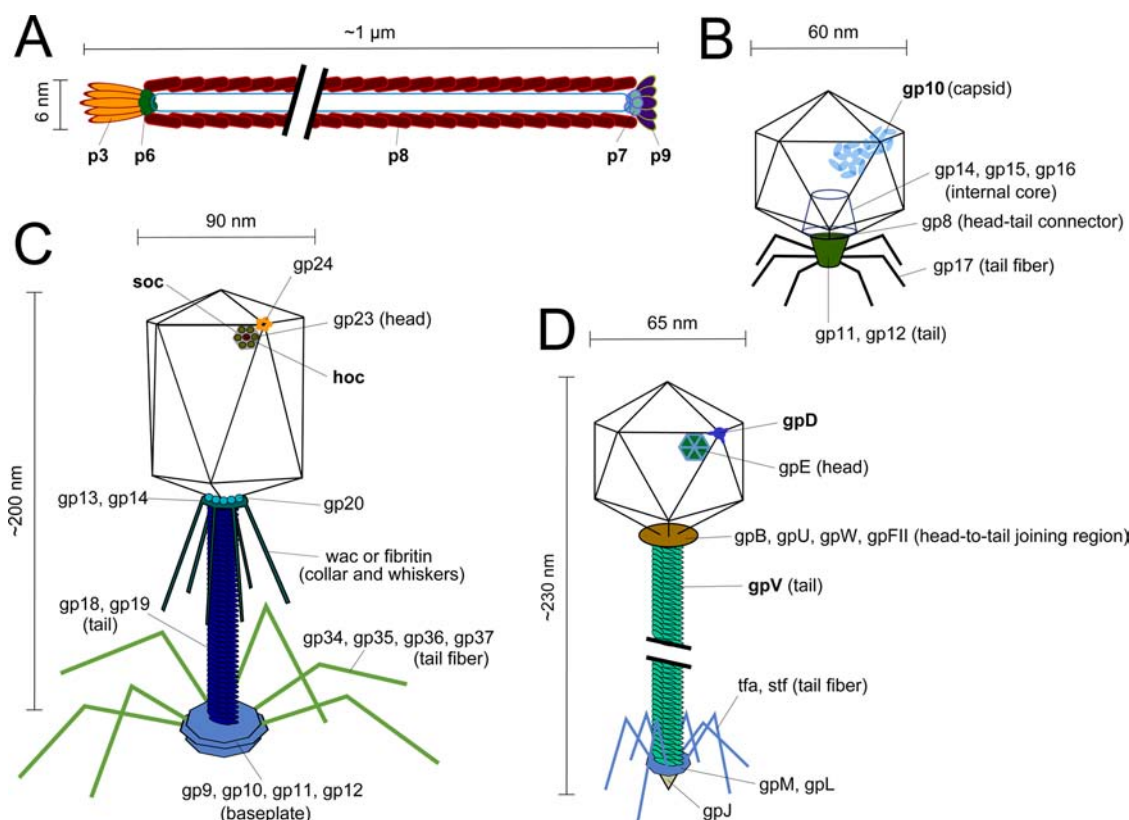 A
~1 µm
6 nm
p3
p6
p8
p7
p9
B
60 nm
gp10 (capsid)
gp14, gp15, gp16
(internal core)
gp8 (head-tail connector)
gp17 (tail fiber)
gp11, gp12 (tail)
C
90 nm
~200 nm
gp24
soc
gp23 (head)
hoc
gp13, gp14
gp20
wac or fibritin
(collar and whiskers)
gp18, gp19
(tail)
gp34, gp35, gp36, gp37
(tail fiber)
gp9, gp10, gp11, gp12
(baseplate)
D
65 nm
~230 nm
gpD
gpE (head)
gpB, gpU, gpW, gpFII (head-to-tail joining region)
gpV (tail)
tfa, stf (tail fiber)
gpM, gpL
gpJ